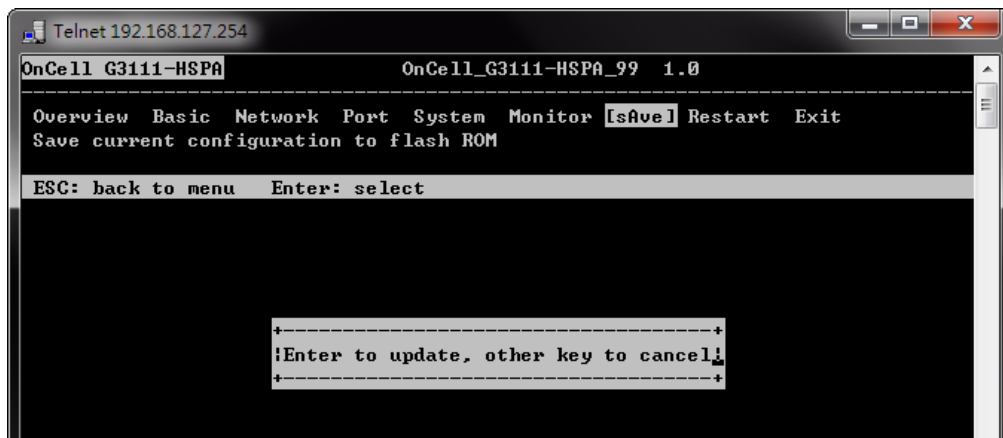 Telnet 192.168.127.254
OnCell G3111-HSPA OnCell_G3111-HSPA_99 1.0
Overview Basic Network Port System Monitor [sAve] Restart Exit
Save current configuration to flash ROM
ESC: back to menu Enter: select
Enter to update, other key to cancel.